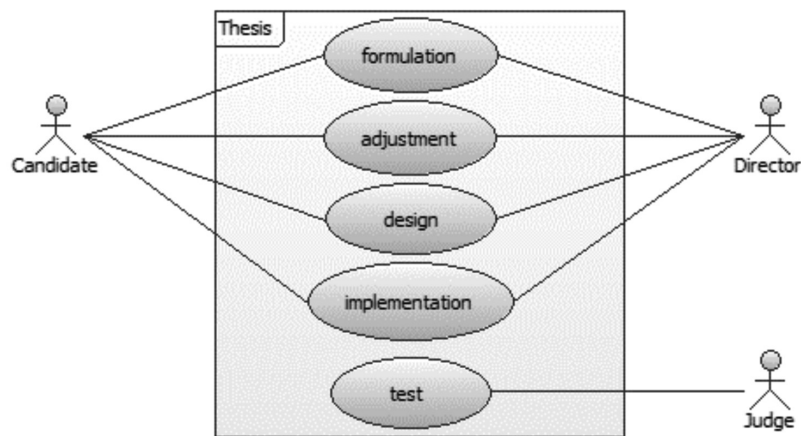 Thesis
formulation
adjustment
Candidate
Director
design
implementation
test
Judge